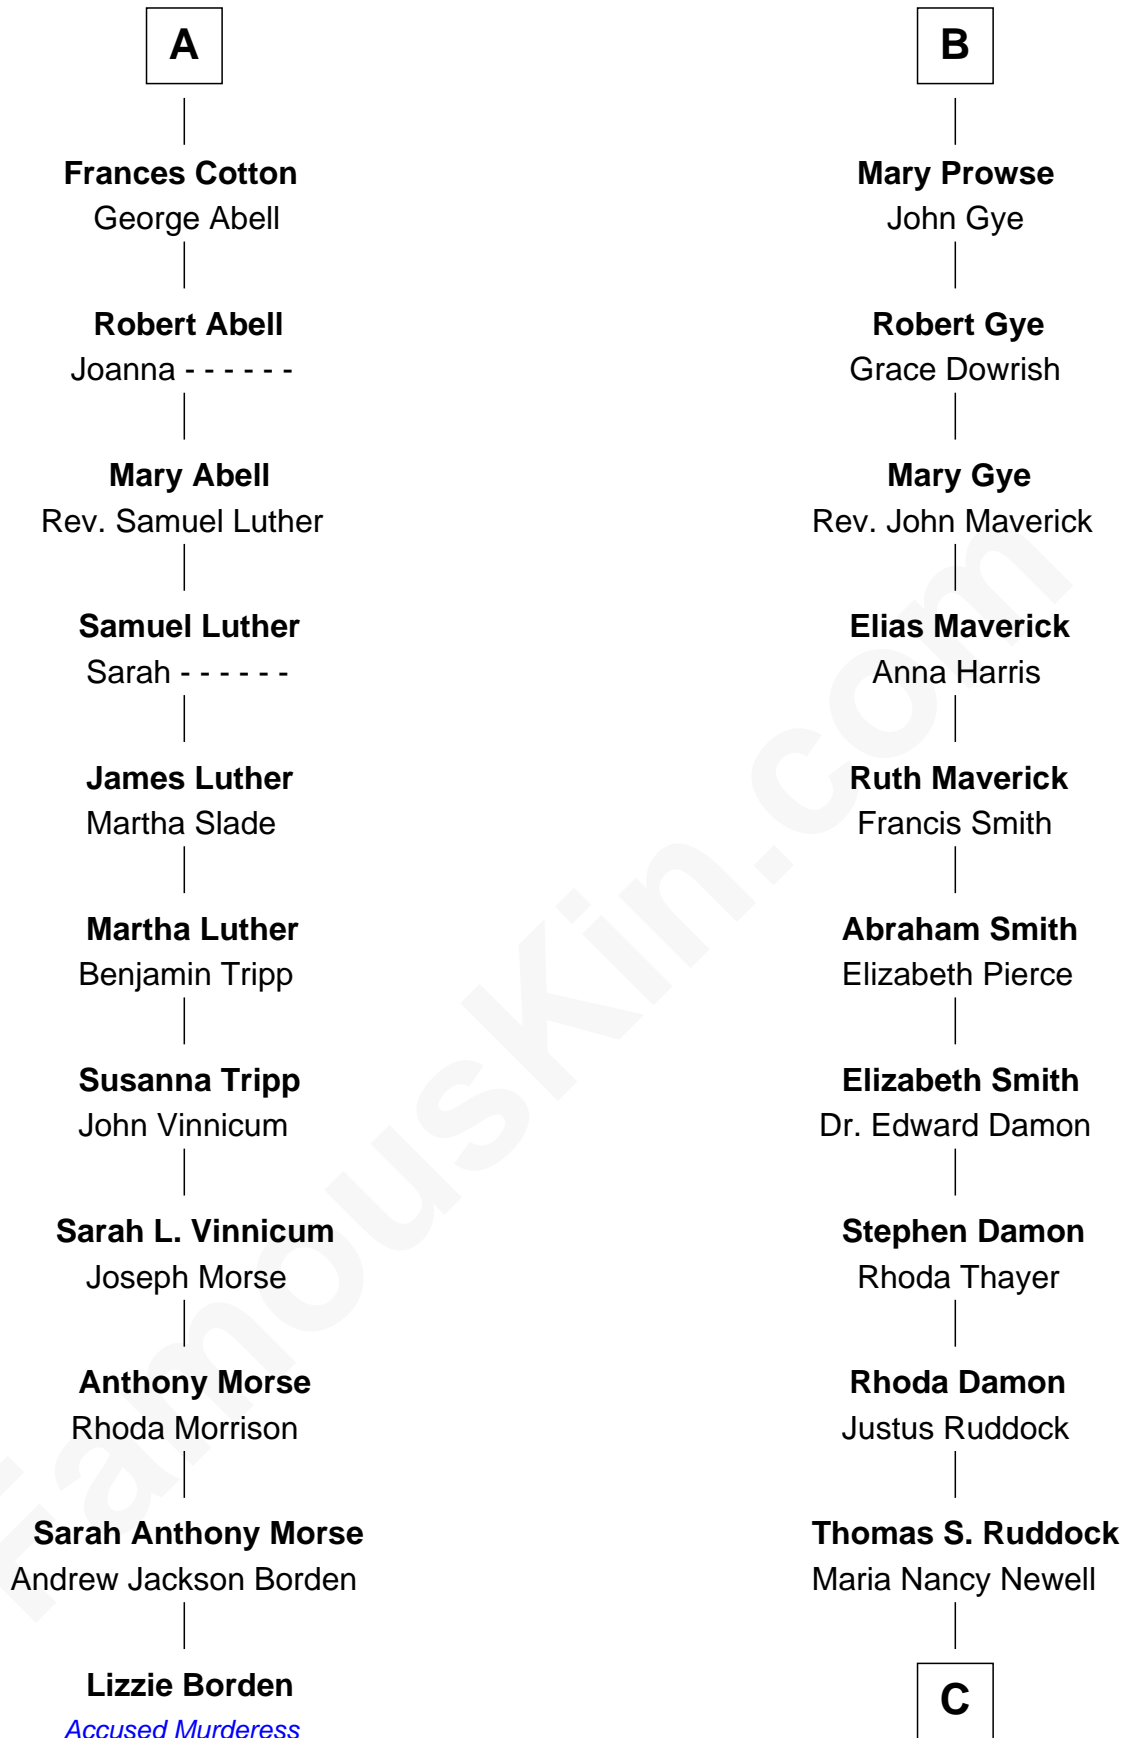 A
Frances Cotton
George Abell
Robert Abell
Joanna - - - - - -
Mary Abell
Rev. Samuel Luther
Samuel Luther
Sarah - - - - - -
James Luther
Martha Slade
Martha Luther
Benjamin Tripp
Susanna Tripp
John Vinnicum
Sarah L. Vinnicum
Joseph Morse
Anthony Morse
Rhoda Morrison
Sarah Anthony Morse
Andrew Jackson Borden
Lizzie Borden
Accused Murderess
B
Mary Prowse
John Gye
Robert Gye
Grace Dowrish
Mary Gye
Rev. John Maverick
Elias Maverick
Anna Harris
Ruth Maverick
Francis Smith
Abraham Smith
Elizabeth Pierce
Elizabeth Smith
Dr. Edward Damon
Stephen Damon
Rhoda Thayer
Rhoda Damon
Justus Ruddock
Thomas S. Ruddock
Maria Nancy Newell
C
FamousKin.com